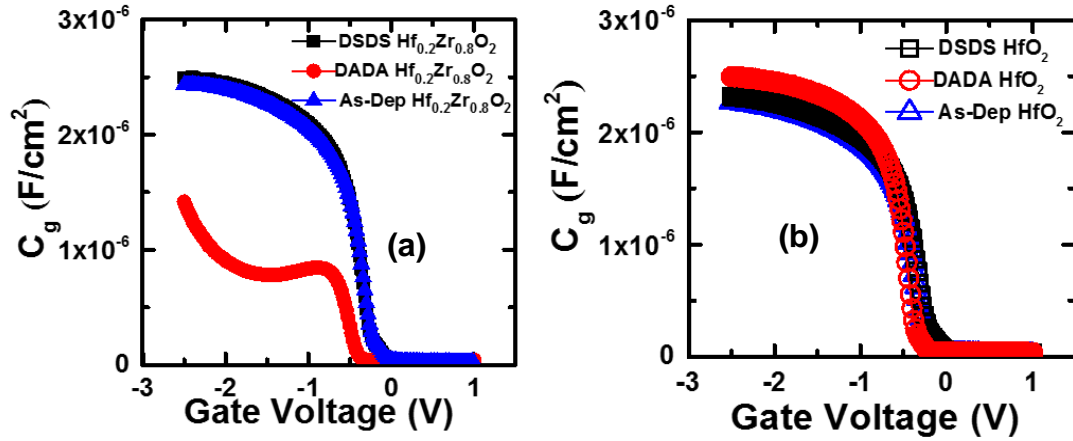 3x10⁻⁶
2x10⁻⁶
1x10⁻⁶
0
C_g (F/cm²)
DSDS Hf₀.₂Zr₀.₈O₂
DADA Hf₀.₂Zr₀.₈O₂
As-Dep Hf₀.₂Zr₀.₈O₂
(a)
-3 -2 -1 0 1
Gate Voltage (V)
3x10⁻⁶
2x10⁻⁶
1x10⁻⁶
0
C_g (F/cm²)
DSDS HfO₂
DADA HfO₂
As-Dep HfO₂
(b)
-3 -2 -1 0 1
Gate Voltage (V)